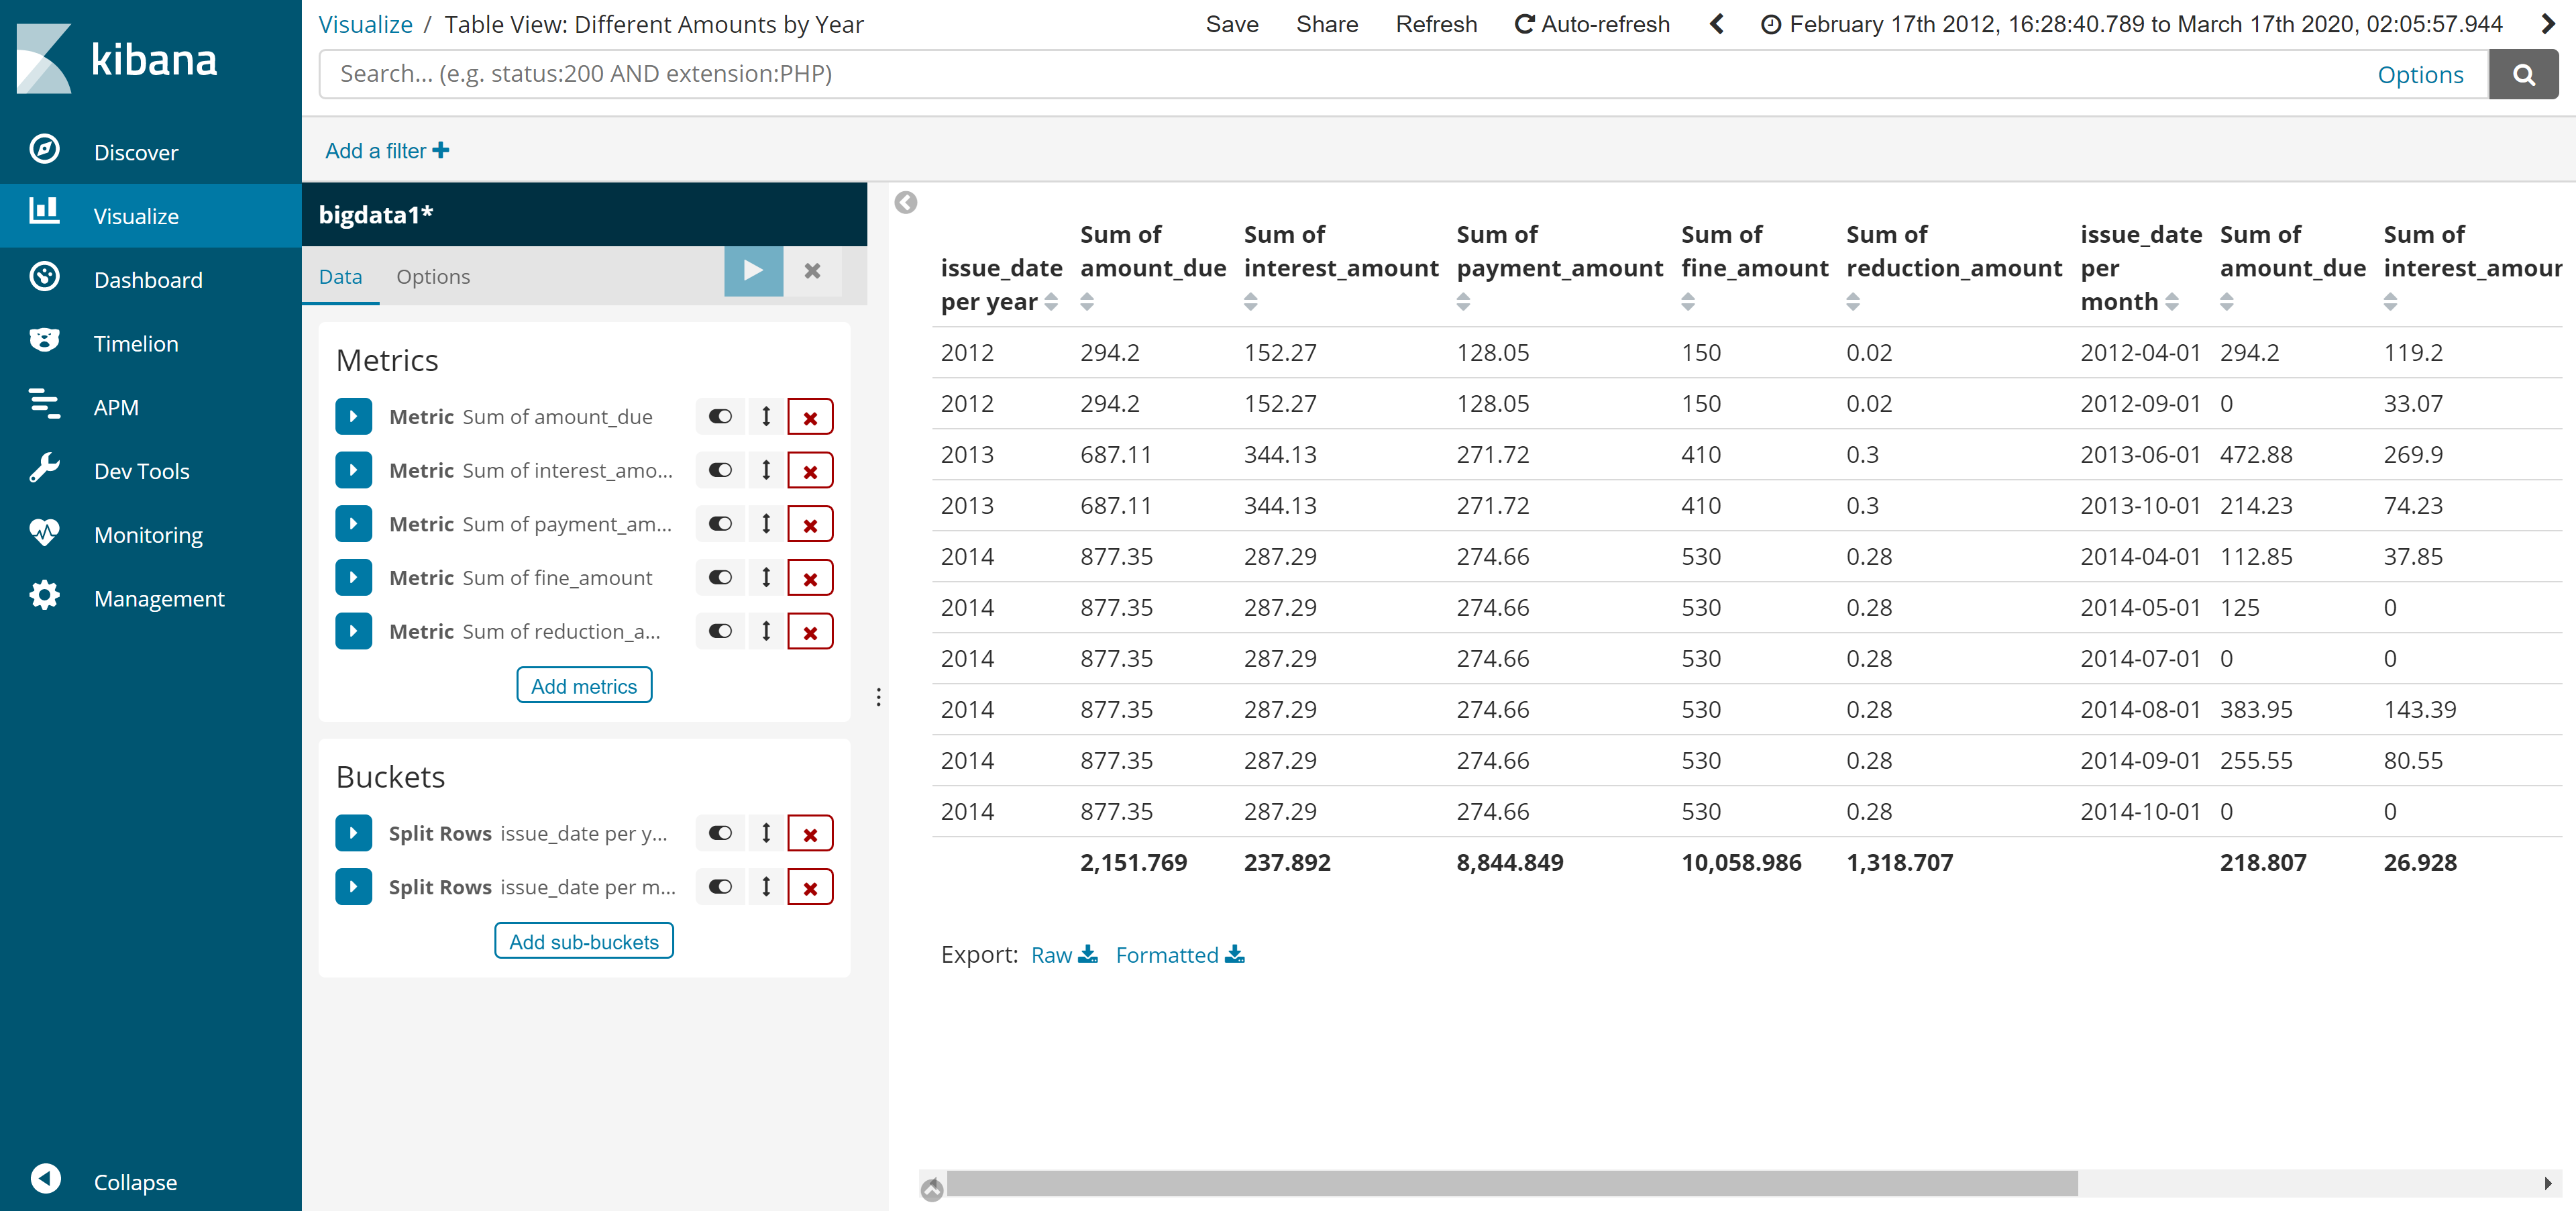 kibana
Discover
Visualize
Dashboard
Timelion
APM
Dev Tools
Monitoring
Management
Collapse
Visualize / Table View: Different Amounts by Year
Save Share Refresh Auto-refresh February 17th 2012, 16:28:40.789 to March 17th 2020, 02:05:57.944
Search... (e.g. status:200 AND extension:PHP) Options
Add a filter
bigdata1*
Data Options
Metrics
Metric Sum of amount_due
Metric Sum of interest_amo...
Metric Sum of payment_am...
Metric Sum of fine_amount
Metric Sum of reduction_a...
Add metrics
Buckets
Split Rows issue_date per y...
Split Rows issue_date per m...
Add sub-buckets
Sum of Sum of Sum of Sum of Sum of issue_date Sum of Sum of
issue_date amount_due interest_amount payment_amount fine_amount reduction_amount per amount_due interest_amour
per year month
2012 294.2 152.27 128.05 150 0.02 2012-04-01 294.2 119.2
2012 294.2 152.27 128.05 150 0.02 2012-09-01 0 33.07
2013 687.11 344.13 271.72 410 0.3 2013-06-01 472.88 269.9
2013 687.11 344.13 271.72 410 0.3 2013-10-01 214.23 74.23
2014 877.35 287.29 274.66 530 0.28 2014-04-01 112.85 37.85
2014 877.35 287.29 274.66 530 0.28 2014-05-01 125 0
2014 877.35 287.29 274.66 530 0.28 2014-07-01 0 0
2014 877.35 287.29 274.66 530 0.28 2014-08-01 383.95 143.39
2014 877.35 287.29 274.66 530 0.28 2014-09-01 255.55 80.55
2014 877.35 287.29 274.66 530 0.28 2014-10-01 0 0
2,151.769 237.892 8,844.849 10,058.986 1,318.707 218.807 26.928
Export: Raw Formatted